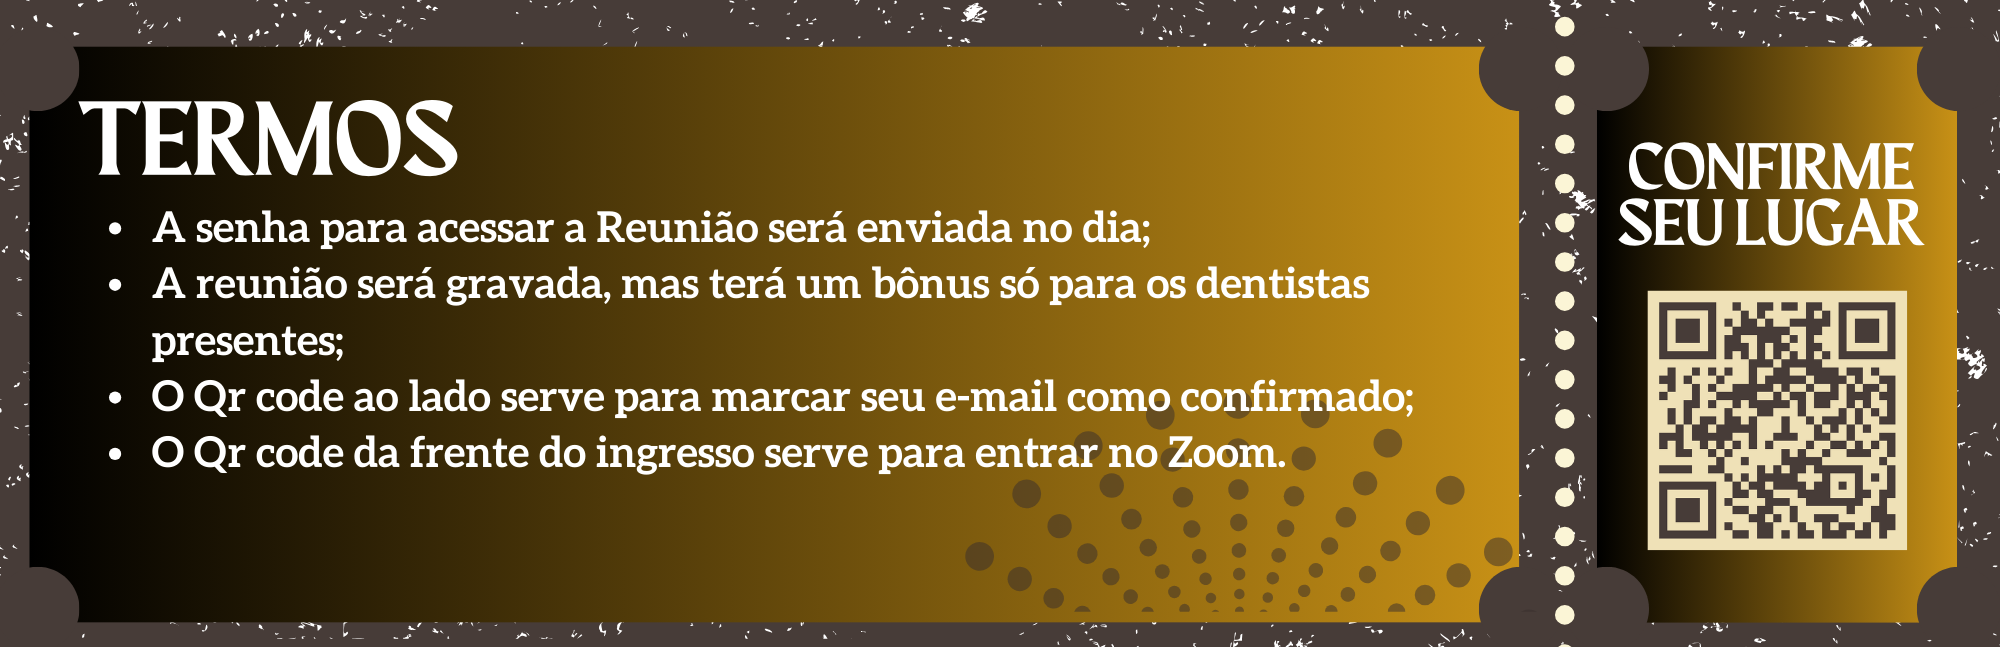 TERMOS
• A senha para acessar a Reunião será enviada no dia;
• A reunião será gravada, mas terá um bônus só para os dentistas
presentes;
• O Qr code ao lado serve para marcar seu e-mail como confirmado;
• O Qr code da frente do ingresso serve para entrar no Zoom.
CONFIRME
SEU LUGAR